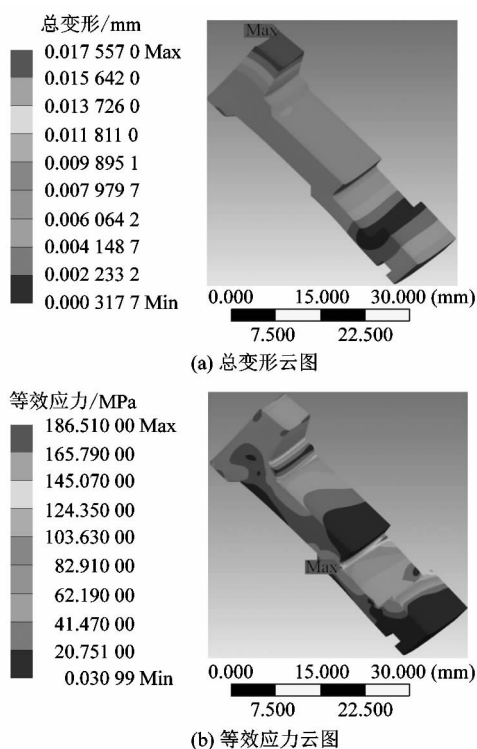 总变形/mm
0.017 557 0 Max
0.015 642 0
0.013 726 0
0.011 811 0
0.009 895 1
0.007 979 7
0.006 064 2
0.004 148 7
0.002 233 2
0.000 317 7 Min
Max
0.000 15.000 30.000 (mm)
7.500 22.500
(a) 总变形云图
等效应力/MPa
186.510 00 Max
165.790 00
145.070 00
124.350 00
103.630 00
82.910 00
62.190 00
41.470 00
20.751 00
0.030 99 Min
Max
0.000 15.000 30.000 (mm)
7.500 22.500
(b) 等效应力云图